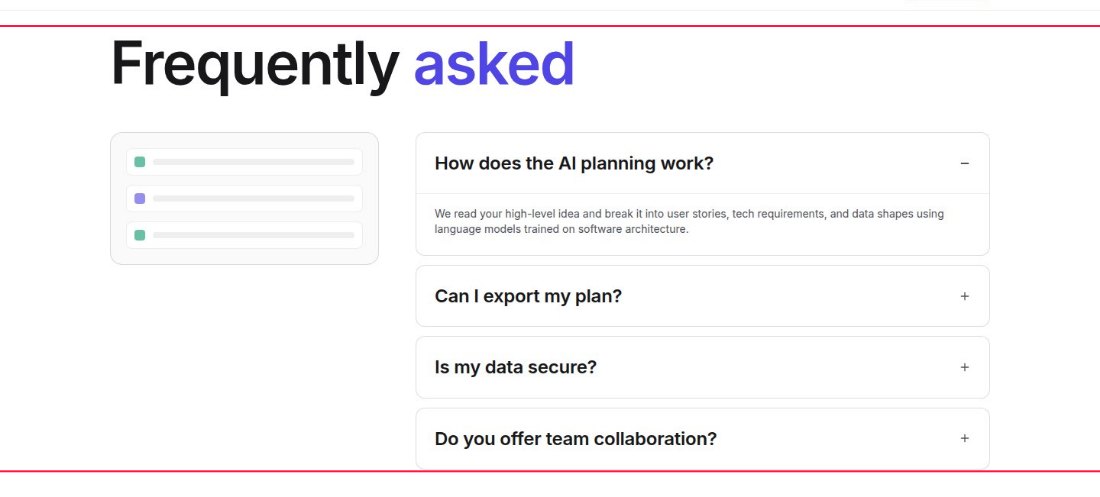 Frequently asked
How does the AI planning work?
−
We read your high-level idea and break it into user stories, tech requirements, and data shapes using
language models trained on software architecture.
Can I export my plan?
+
Is my data secure?
+
Do you offer team collaboration?
+